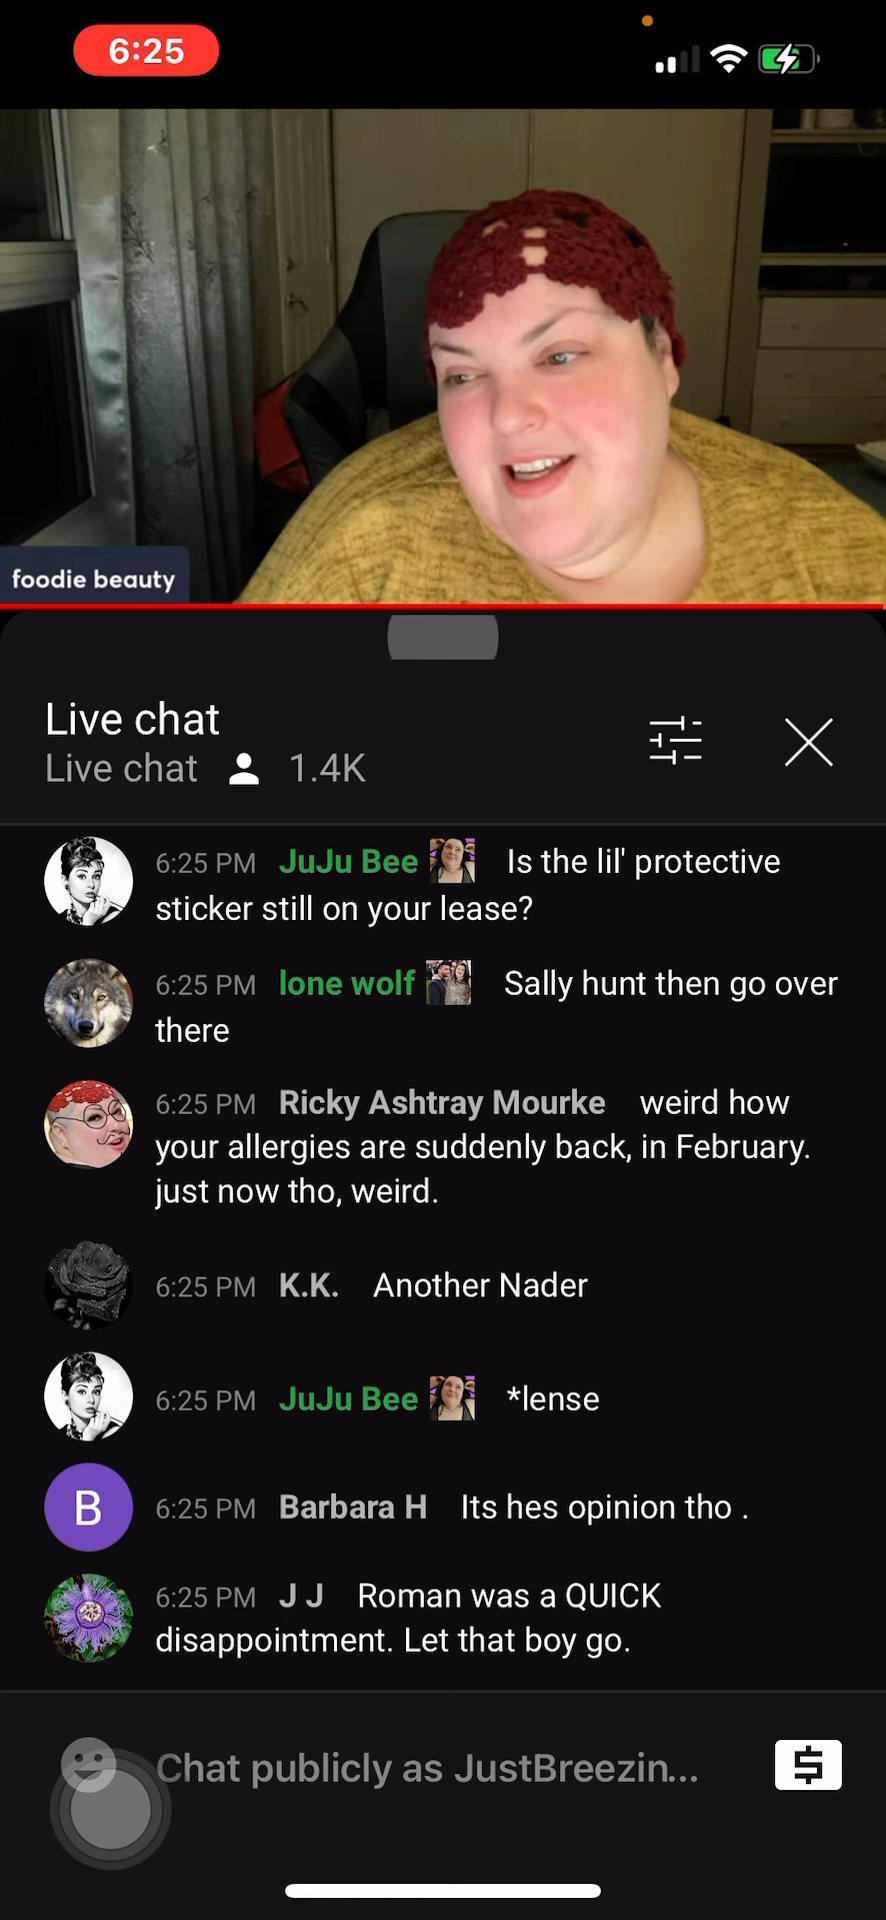 6:25
foodie beauty
Live chat
Live chat 1.4K
6:25 PM JuJu Bee Is the lil' protective
sticker still on your lease?
6:25 PM lone wolf Sally hunt then go over
there
6:25 PM Ricky Ashtray Mourke weird how
your allergies are suddenly back, in February.
just now tho, weird.
6:25 PM K.K. Another Nader
6:25 PM JuJu Bee *lense
B
6:25 PM Barbara H Its hes opinion tho .
6:25 PM J J Roman was a QUICK
disappointment. Let that boy go.
Chat publicly as JustBreezin...
$